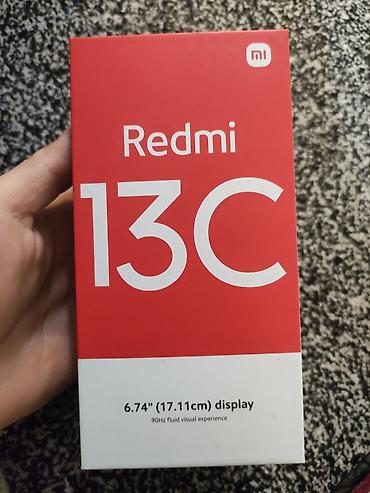 mi
Redmi
13C
6.74" (17.11cm) display
90Hz fluid visual experience